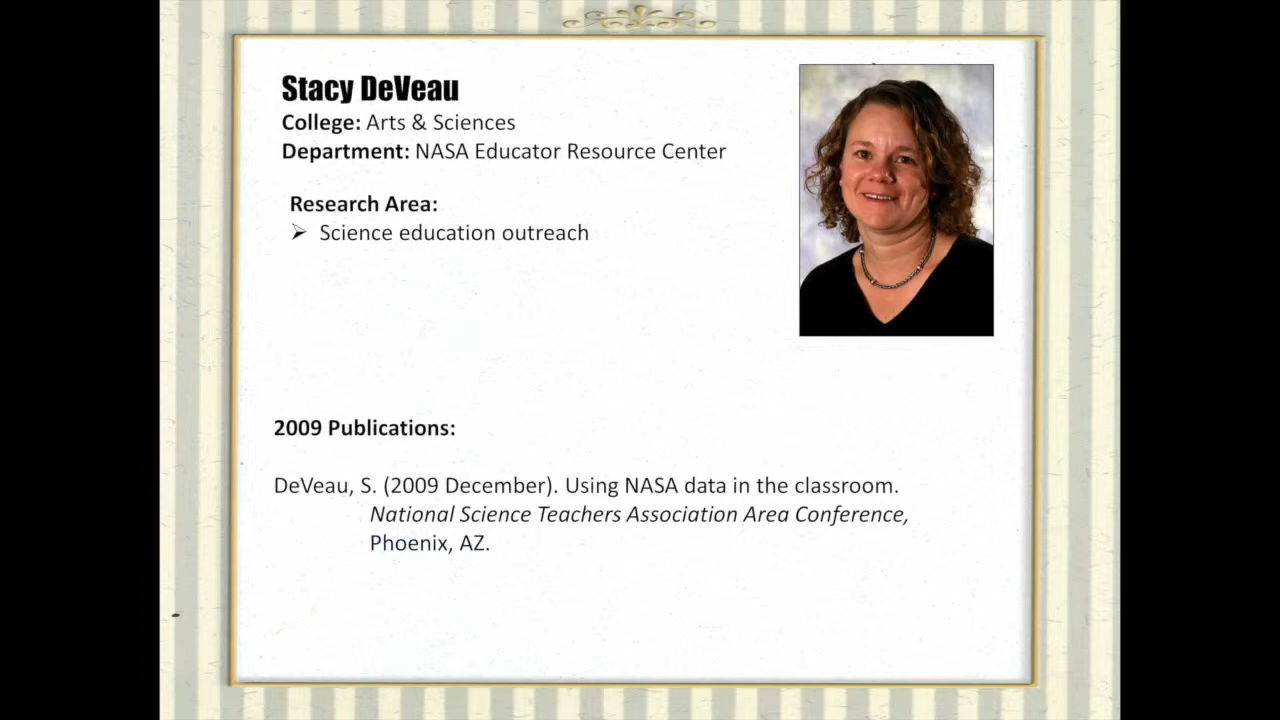 Stacy DeVeau
College: Arts & Sciences
Department: NASA Educator Resource Center
Research Area:
➢ Science education outreach
2009 Publications:
DeVeau, S. (2009 December). Using NASA data in the classroom.
National Science Teachers Association Area Conference,
Phoenix, AZ.